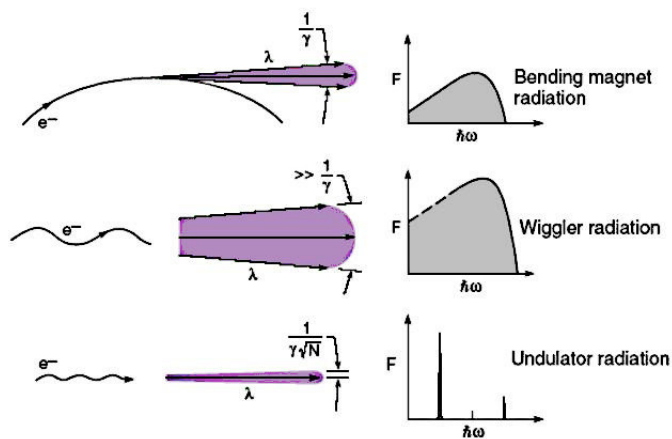 1
γ
λ
e–
F
ħω
Bending magnet
radiation
>> 1
γ
e–
λ
F
ħω
Wiggler radiation
1
γ√N
e–
λ
F
ħω
Undulator radiation